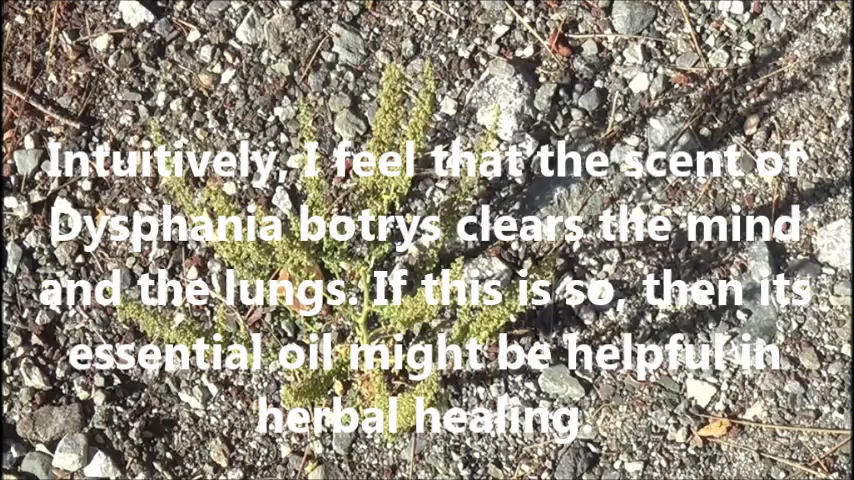 Intuitively, I feel that the scent of
Dysphania botrys clears the mind
and the lungs. If this is so, then its
essential oil might be helpful in
herbal healing.